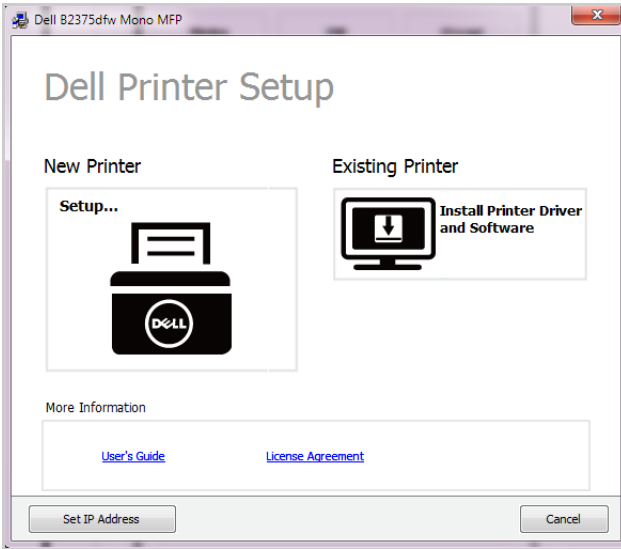 Dell B2375dfw Mono MFP
Dell Printer Setup
New Printer
Existing Printer
Setup...
DELL
Install Printer Driver
and Software
More Information
User's Guide
License Agreement
Set IP Address
Cancel